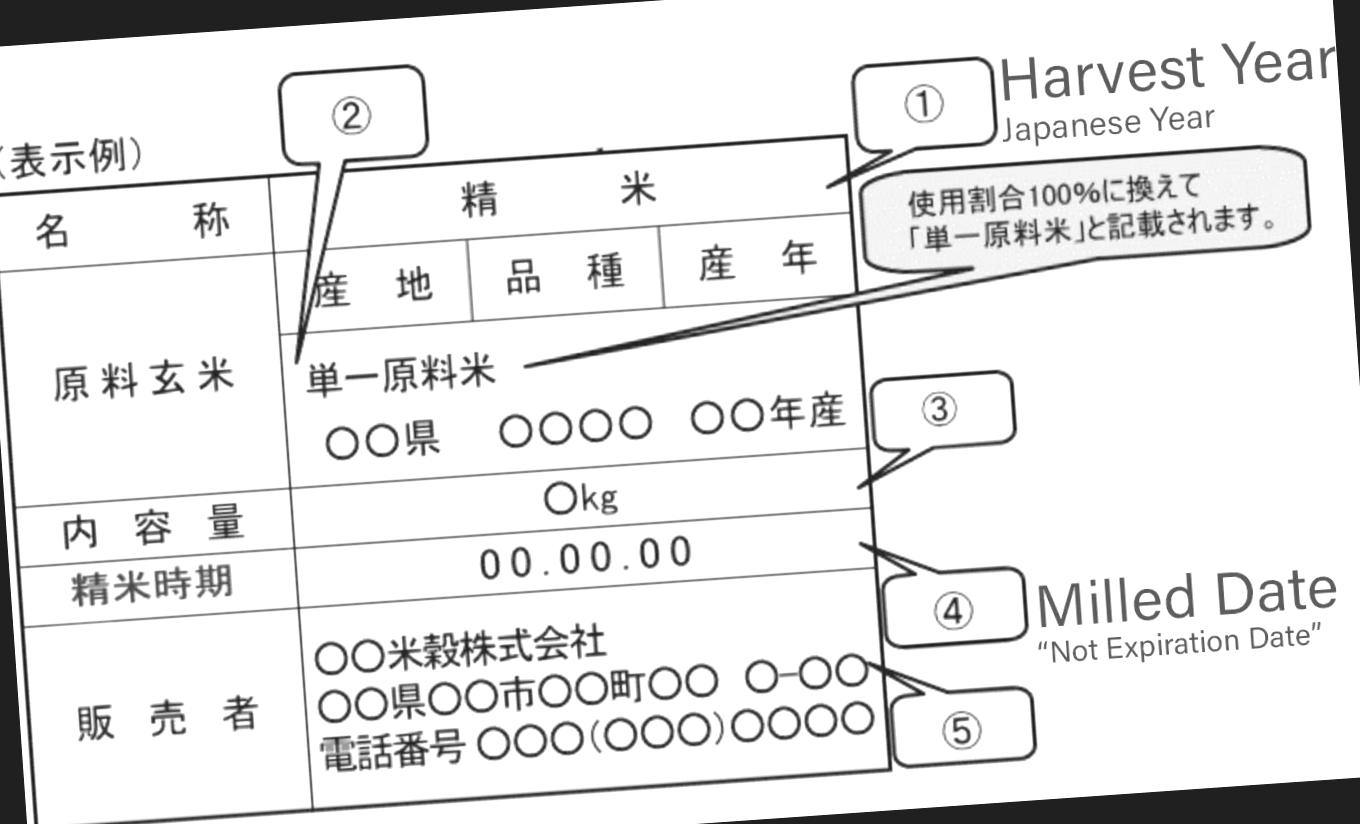 (表示例)
②
①
Harvest Year
Japanese Year
名 称
精 米
使用割合100%に換えて
「単一原料米」と記載されます。
原料玄米
産 地 品 種 産 年
単一原料米
○○県 ○○○○ ○○年産
③
内 容 量
○kg
精米時期
00.00.00
④
Milled Date
“Not Expiration Date”
販 売 者
○○米穀株式会社
○○県○○市○○町○○ ○-○○
電話番号 ○○○(○○○)○○○○
⑤